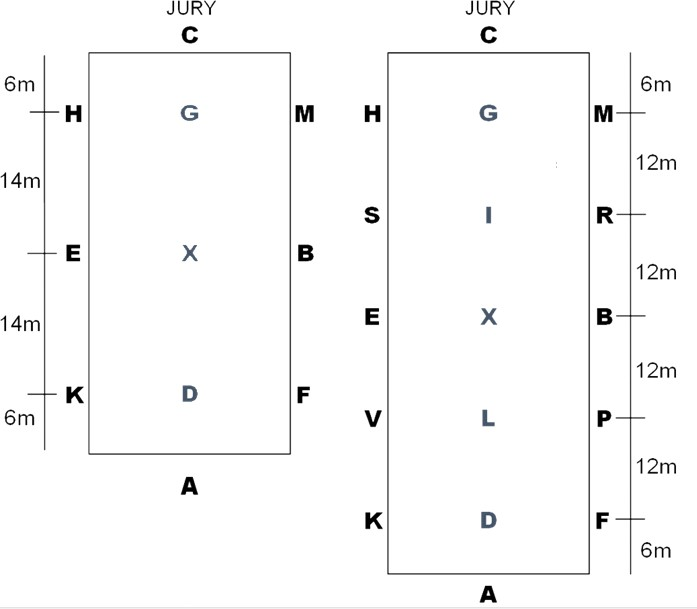 JURY JURY
C C
6m 6m
H G M H G M
12m
14m
S I R
E X B 12m
E X B
14m
12m
K D F
6m V L P
12m
A
K D F
6m
A